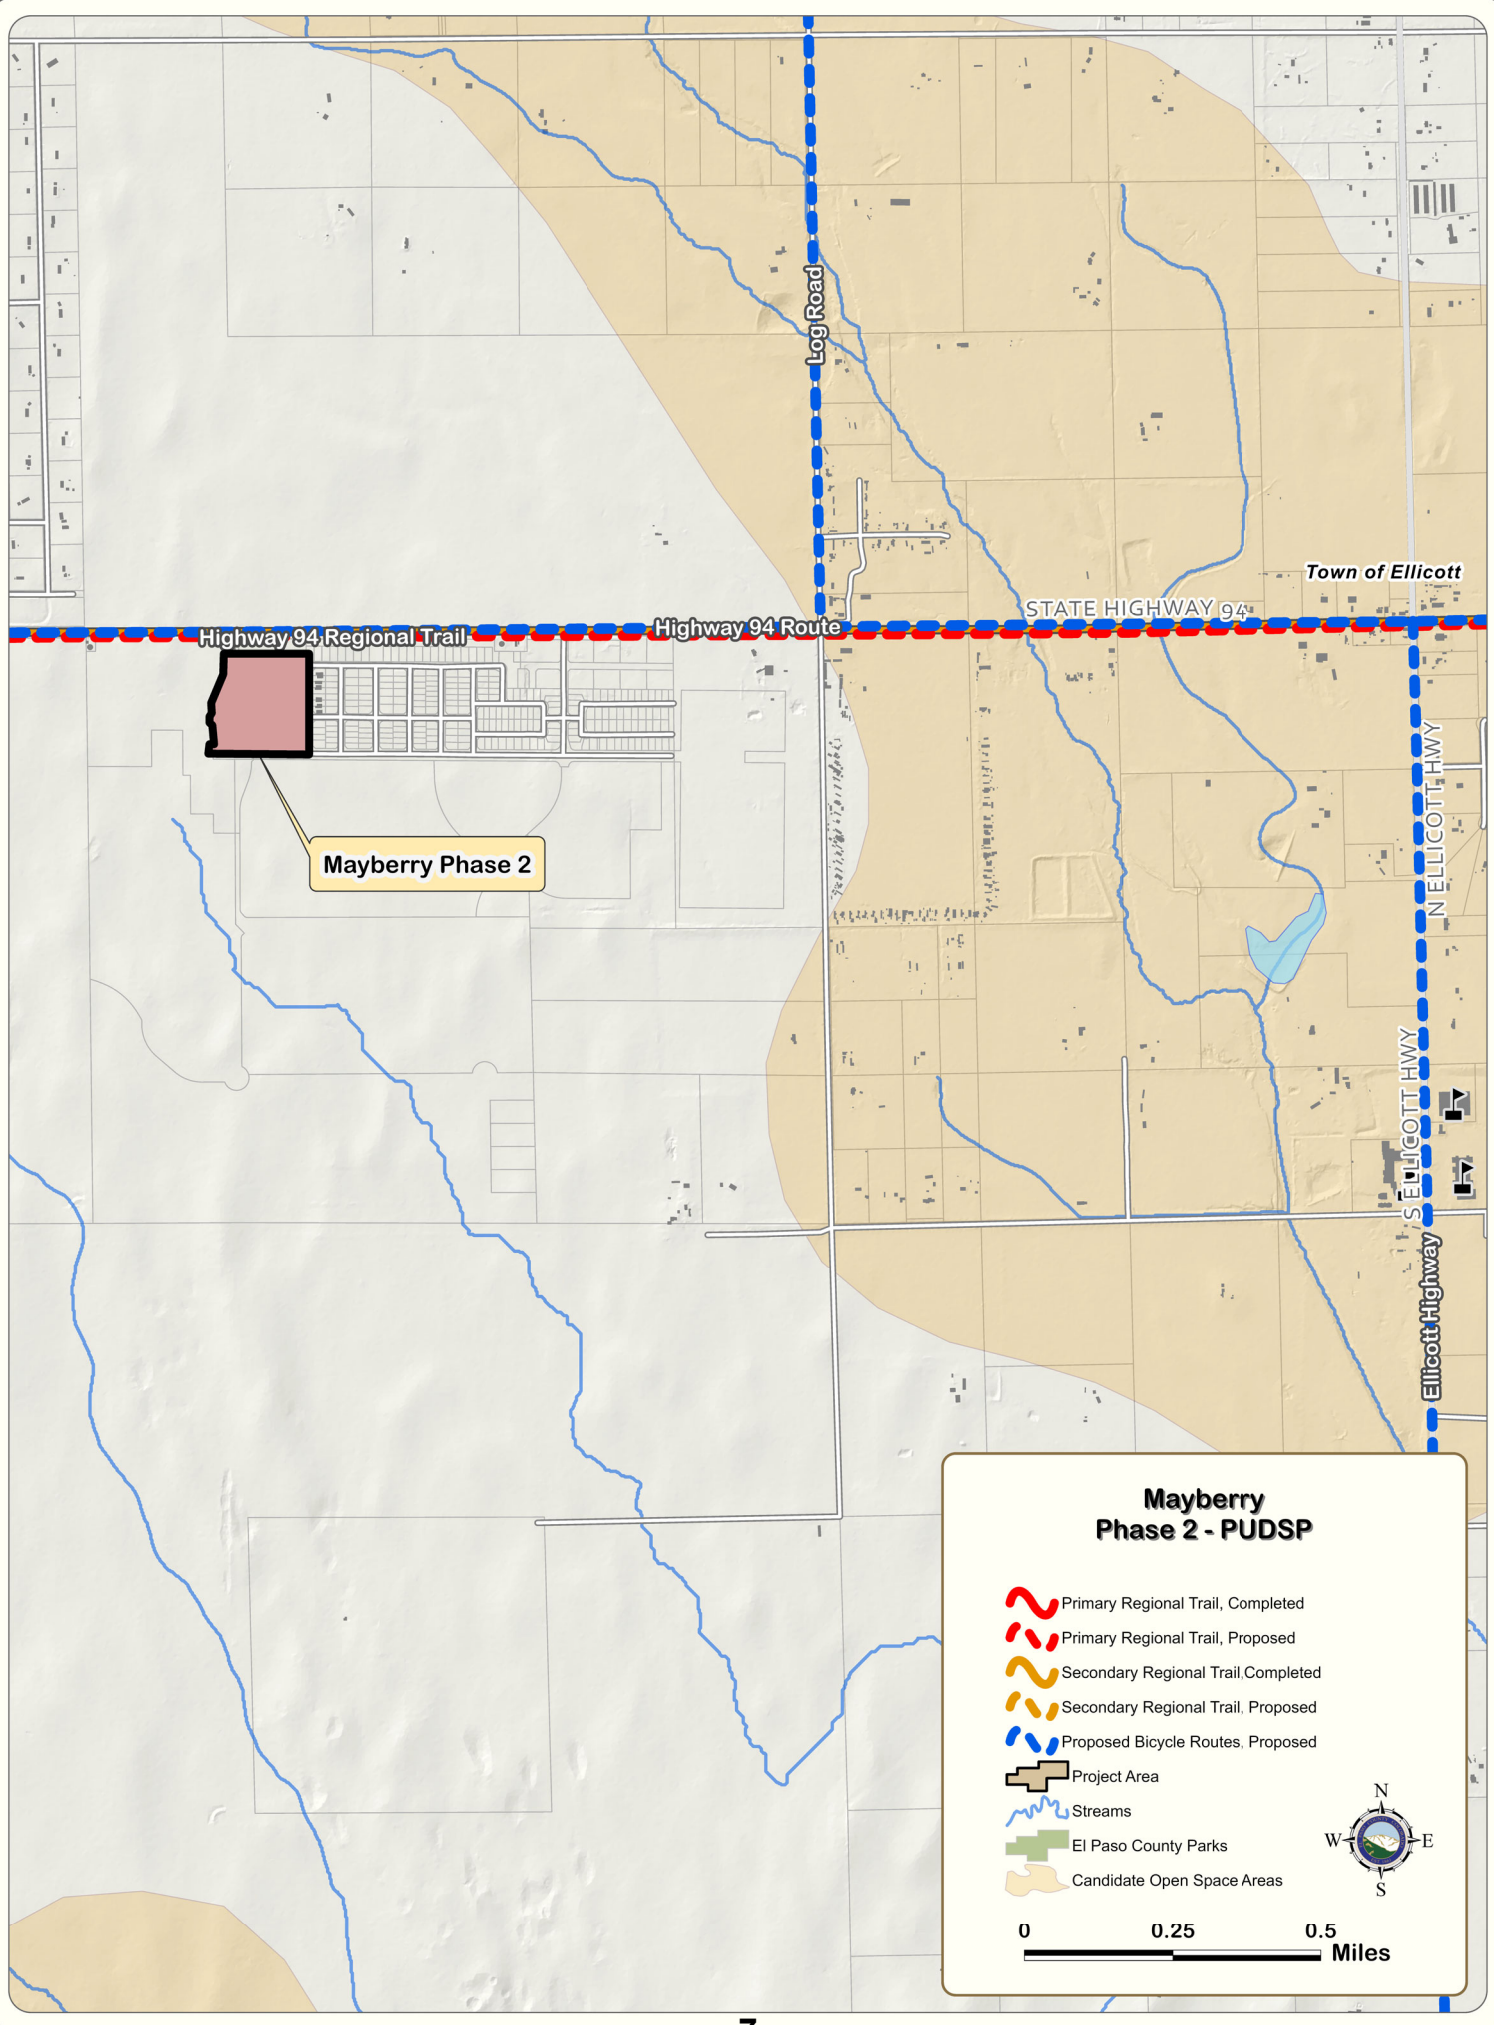 Log Road
Town of Ellicott
STATE HIGHWAY 94
Highway 94 Regional Trail
Highway 94 Route
N ELLICOTT HWY
Mayberry Phase 2
S ELLICOTT HWY
Ellicott Highway
Mayberry
Phase 2 - PUDSP
Primary Regional Trail, Completed
Primary Regional Trail, Proposed
Secondary Regional Trail,Completed
Secondary Regional Trail, Proposed
Proposed Bicycle Routes, Proposed
Project Area
Streams
El Paso County Parks
Candidate Open Space Areas
N
W E
S
0 0.25 0.5
Miles